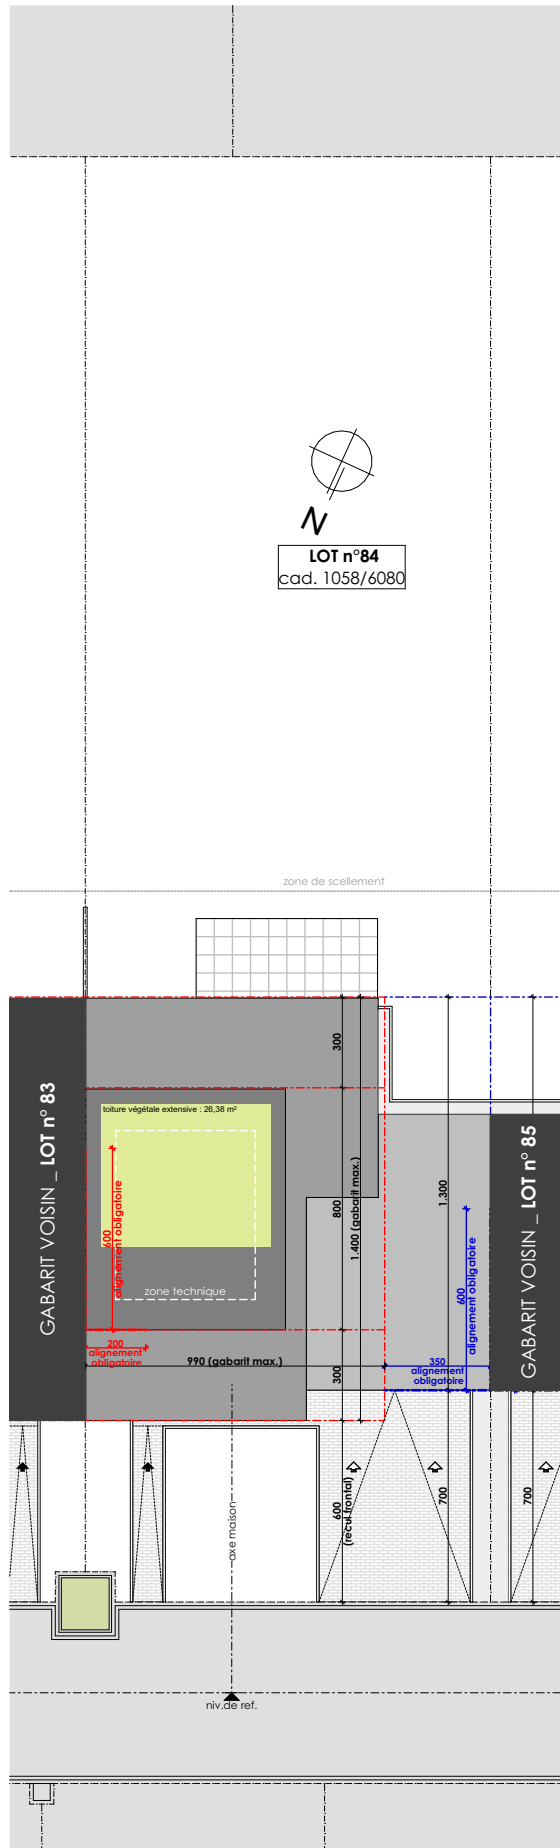 N
LOT n°84
cad. 1058/6080
zone de scellement
300
GABARIT VOISIN _ LOT n° 83
toiture végétale extensive : 26,38 m²
600
alignement obligatoire
800
1.400 (gabarit max.)
1.300
600
alignement obligatoire
GABARIT VOISIN _ LOT n° 85
zone technique
200
alignement
obligatoire
990 (gabarit max.)
300
350
alignement
obligatoire
600
(recul frontal)
700
700
axe maison
niv.de ref.